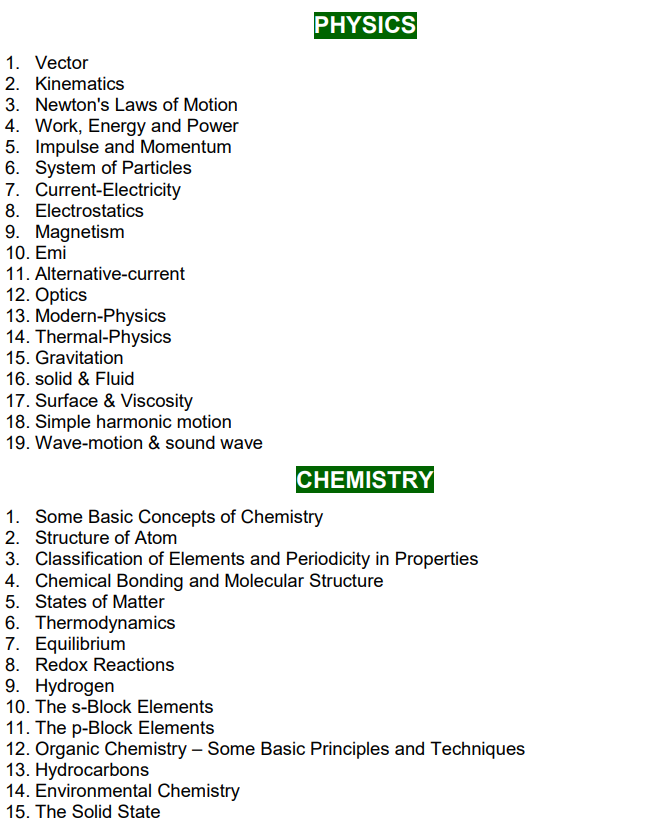 PHYSICS
1. Vector
2. Kinematics
3. Newton's Laws of Motion
4. Work, Energy and Power
5. Impulse and Momentum
6. System of Particles
7. Current-Electricity
8. Electrostatics
9. Magnetism
10. Emi
11. Alternative-current
12. Optics
13. Modern-Physics
14. Thermal-Physics
15. Gravitation
16. solid & Fluid
17. Surface & Viscosity
18. Simple harmonic motion
19. Wave-motion & sound wave
CHEMISTRY
1. Some Basic Concepts of Chemistry
2. Structure of Atom
3. Classification of Elements and Periodicity in Properties
4. Chemical Bonding and Molecular Structure
5. States of Matter
6. Thermodynamics
7. Equilibrium
8. Redox Reactions
9. Hydrogen
10. The s-Block Elements
11. The p-Block Elements
12. Organic Chemistry – Some Basic Principles and Techniques
13. Hydrocarbons
14. Environmental Chemistry
15. The Solid State